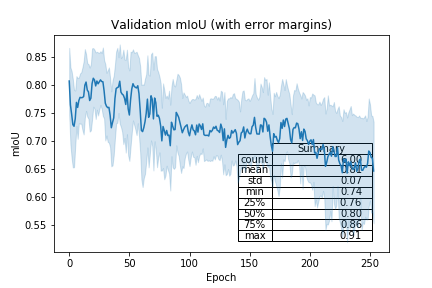 Validation mIoU (with error margins)
mIoU
0.85
0.80
0.75
0.70
0.65
0.60
0.55
Summary
count
mean 0.81
std 0.07
min 0.74
25% 0.76
50% 0.80
75% 0.86
max 0.91
0 50 100 150 200 250
Epoch